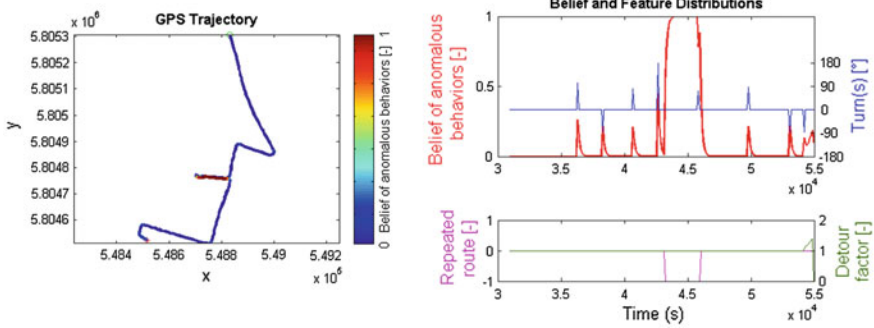 GPS Trajectory
x 10^6
5.8053
5.8052
5.8051
5.805
5.8049
5.8048
5.8047
5.8046
y
5.484 5.486 5.488 5.49 5.492
x
x 10^6
1
0
Belief of anomalous behaviors [-]
Belief and Feature Distributions
1
0.5
0
Belief of anomalous
behaviors [-]
180
90
0
-90
-180
Turn(s) [°]
3 3.5 4 4.5 5 5.5
x 10^4
1
0
-1
Repeated
route [-]
2
1
0
Detour
factor [-]
3 3.5 4 4.5 5 5.5
Time (s)
x 10^4